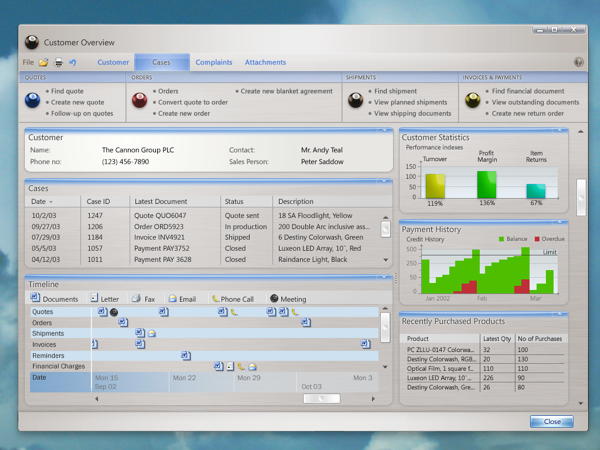 Customer Overview
File Customer Cases Complaints Attachments
QUOTES ORDERS SHIPMENTS INVOICES & PAYMENTS
Find quote
Create new quote
Follow-up on quotes
Orders
Convert quote to order
Create new order
Create new blanket agreement
Find shipment
View planned shipments
View shipping documents
Find financial document
View outstanding documents
Create new return order
Customer
Name: The Cannon Group PLC Contact: Mr. Andy Teal
Phone no: (123) 456-7890 Sales Person: Peter Saddow
Cases
Date Case ID Latest Document Status Description
10/2/03 1247 Quote QUO6047 Quote sent 18 SA Floodlight, Yellow
09/27/03 1206 Order ORD5923 In production 200 Double Arc inclusive ass...
07/29/03 1184 Invoice INV4921 Shipped 6 Destiny Colorwash, Green
05/5/03 1057 Payment PAY3752 Closed Luxeon LED Array, 10˝, Red
04/12/03 1011 Payment PAY 3628 Closed Raindance Light, Black
Timeline
Documents Letter Fax Email Phone Call Meeting
Quotes
Orders
Shipments
Invoices
Reminders
Financial Charges
Date Mon 15 Mon 22 Mon 29 Mon 3
Sep 02 Oct 03
Customer Statistics
Performance indexes
Turnover Profit Margin Item Returns
150
100
50
0
119% 136% 67%
Payment History
Credit History Balance Overdue
500 Limit
400
300
200
100
0
Jan 2002 Feb Mar
Recently Purchased Products
Product Latest Qty No of Purchases
PC ZLLU-0147 Colorwa... 32 100
Destiny Colorwash, RGB... 20 130
Optical Film, 1 square f... 110 110
Luxeon LED Array, 10˝... 226 90
Destiny Colorwash, Gre... 26 80
Close